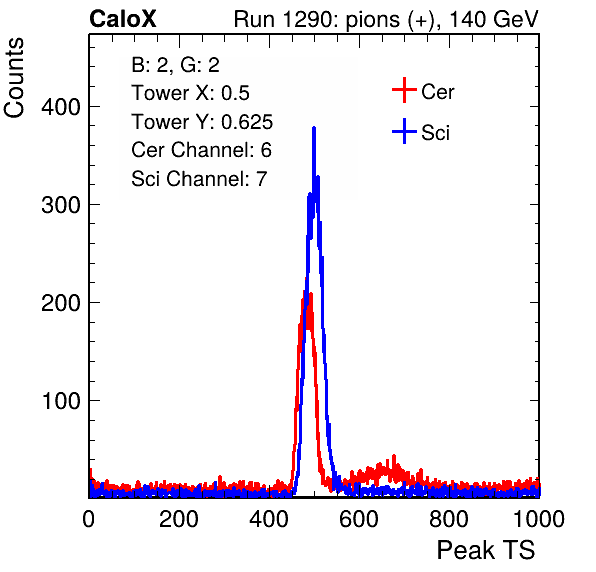 CaloX Run 1290: pions (+), 140 GeV
Counts
B: 2, G: 2
Tower X: 0.5
Tower Y: 0.625
Cer Channel: 6
Sci Channel: 7
Cer
Sci
400
300
200
100
0 200 400 600 800 1000
Peak TS